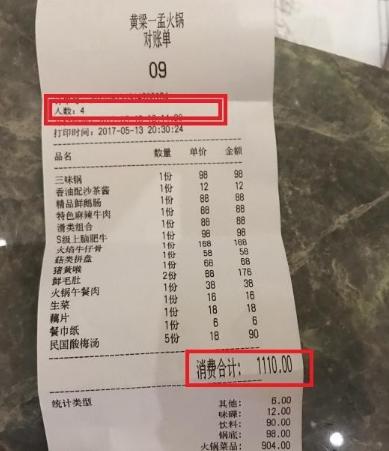 黄梁一孟火锅
对账单
09
人数: 4
打印时间:2017-05-13 20:30:24
品名 数量 单价 金额
三味锅 1份 98 98
香油配沙茶酱 1份 12 12
精品鲜鹅肠 1份 88 88
特色麻辣牛肉 1份 88 88
滑类组合 1份 88 88
S级上脑肥牛 1份 98 98
火焰牛仔骨 1份 168 168
菇类拼盘 1份 58 58
猪黄喉 1份 68 68
鲜毛肚 2份 88 176
火锅午餐肉 1份 38 38
生菜 1份 16 16
藕片 1份 18 18
餐巾纸 1份 6 6
民国酸梅汤 5份 18 90
消费合计: 1110.00
统计类型 其他: 6.00
味碟: 12.00
饮料: 90.00
锅底: 98.00
火锅菜品: 904.00